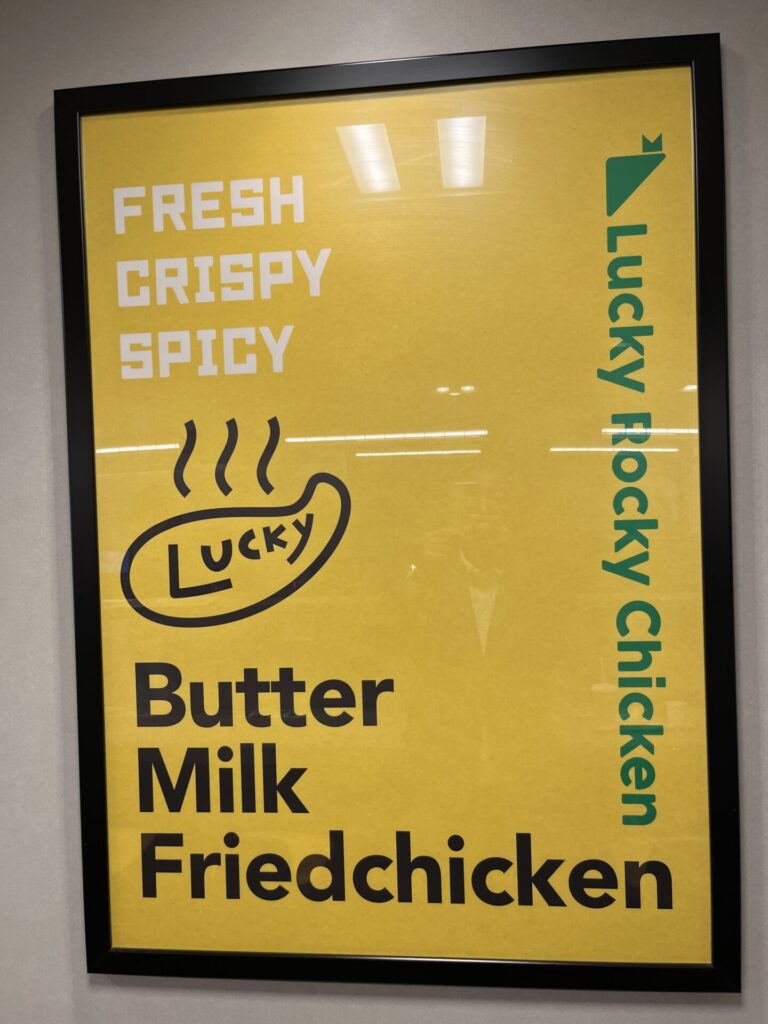 FRESH
CRISPY
SPICY
Lucky
Butter
Milk
Friedchicken
Lucky Rocky Chicken